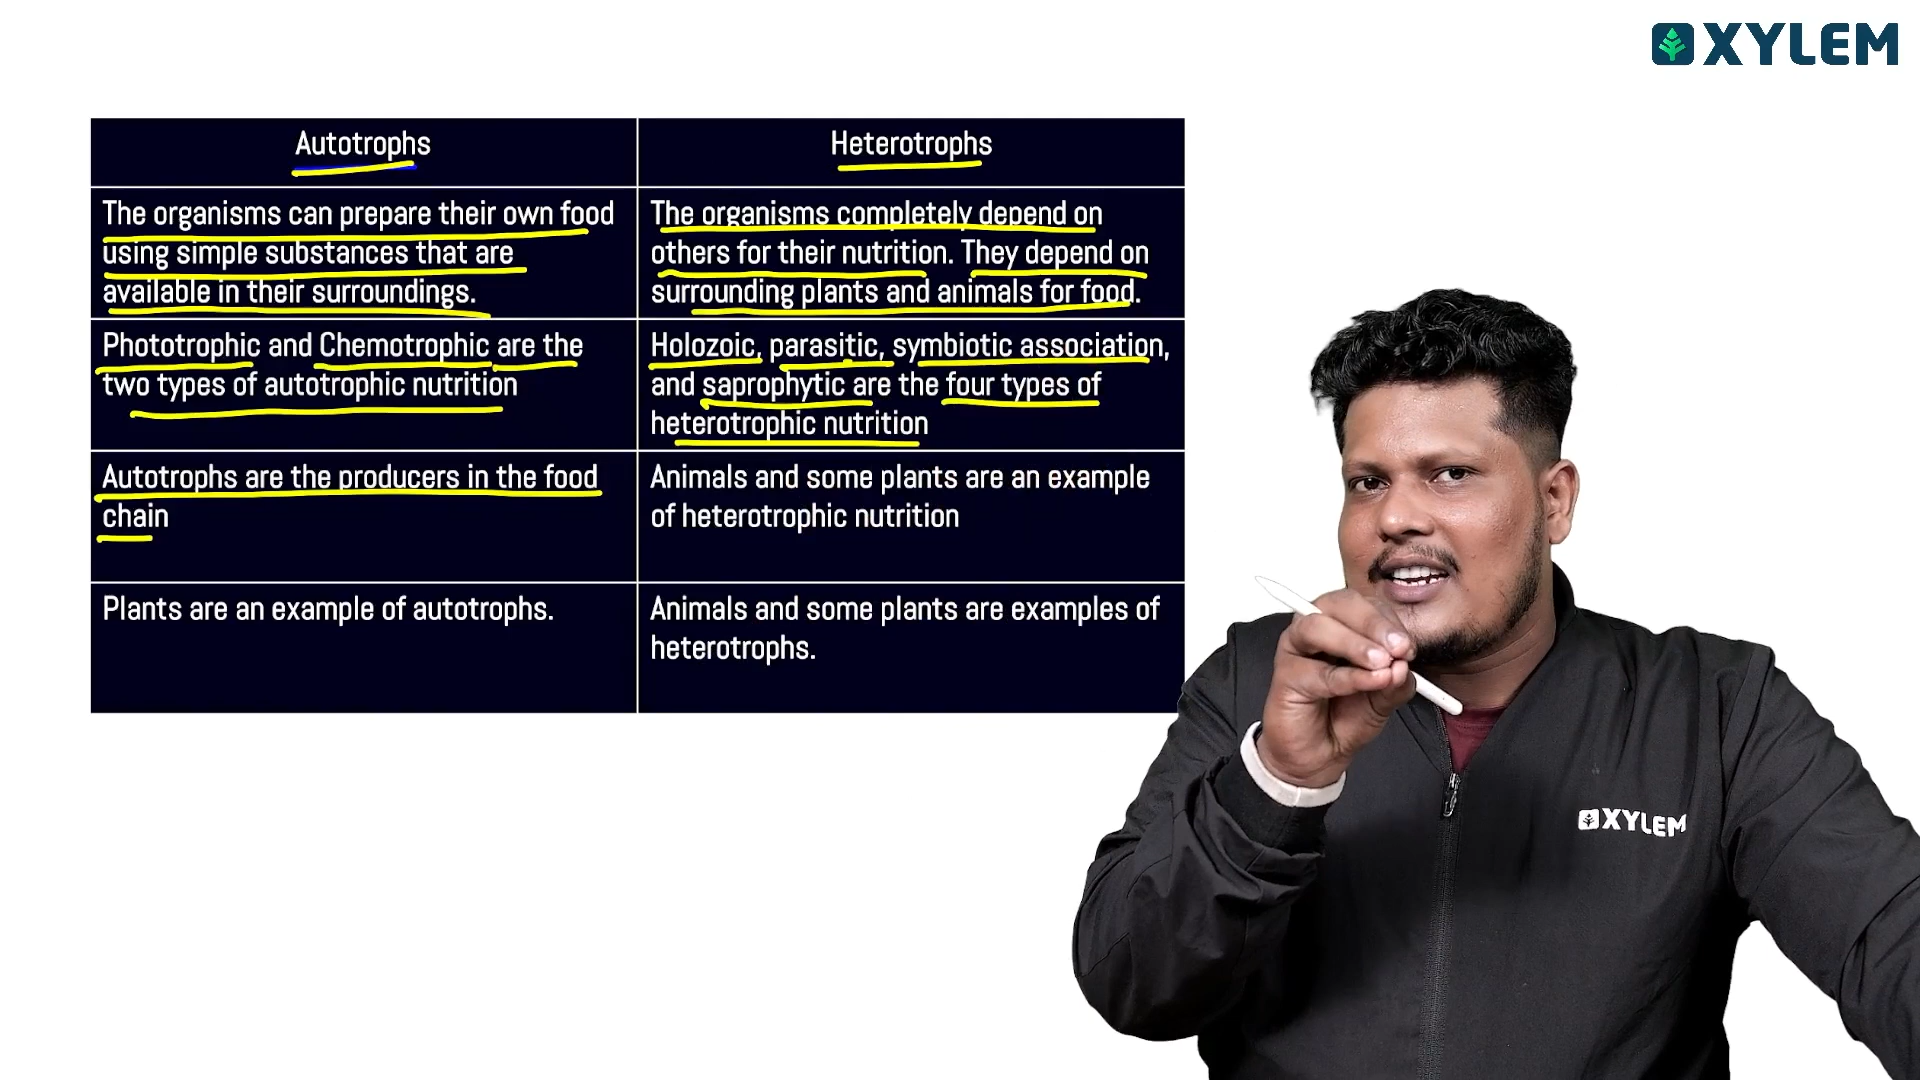 XYLEM
Autotrophs
Heterotrophs
The organisms can prepare their own food
using simple substances that are
available in their surroundings.
The organisms completely depend on
others for their nutrition. They depend on
surrounding plants and animals for food.
Phototrophic and Chemotrophic are the
two types of autotrophic nutrition
Holozoic, parasitic, symbiotic association,
and saprophytic are the four types of
heterotrophic nutrition
Autotrophs are the producers in the food
chain
Animals and some plants are an example
of heterotrophic nutrition
Plants are an example of autotrophs.
Animals and some plants are examples of
heterotrophs.
XYLEM